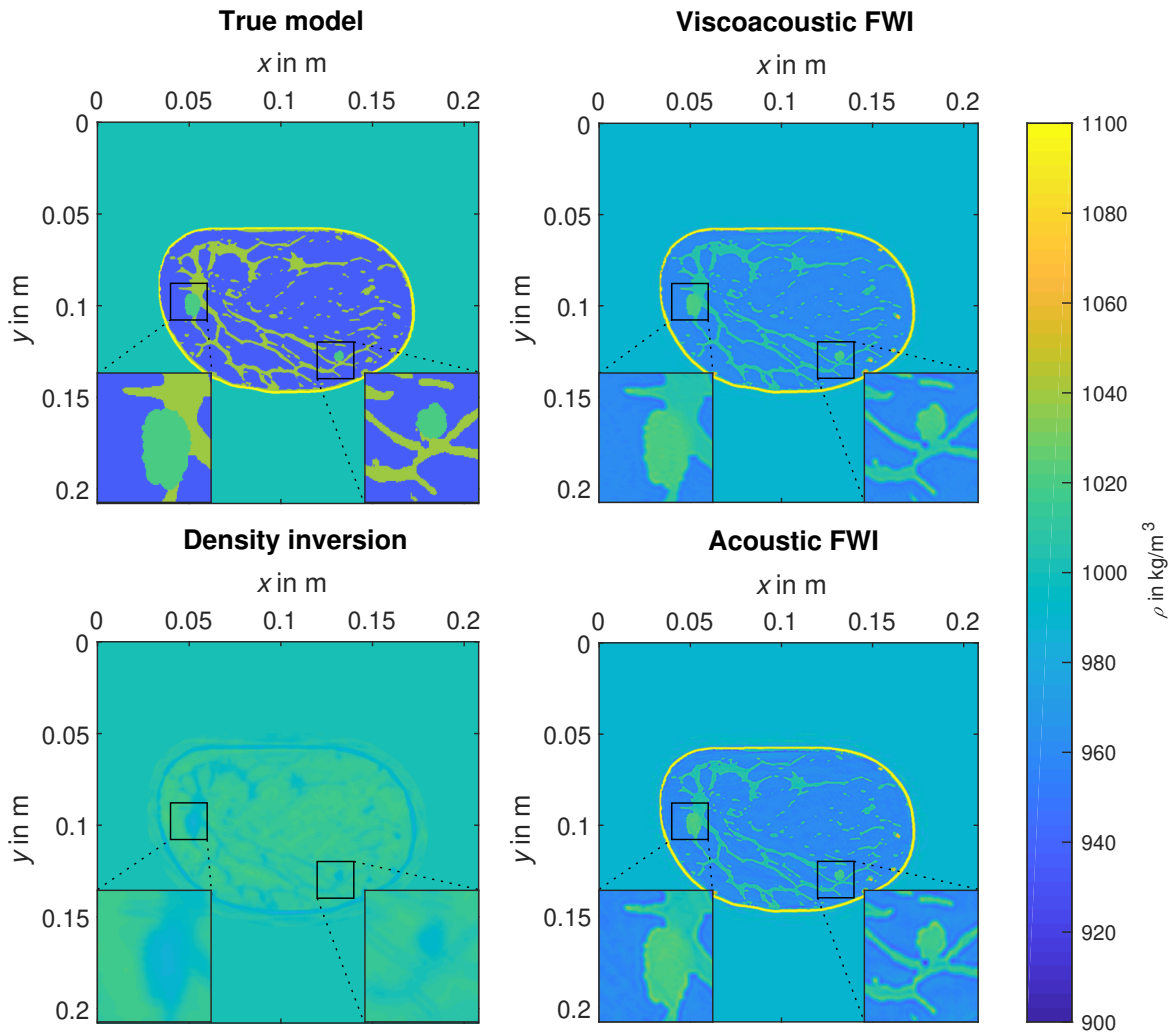 True model
x in m
0 0.05 0.1 0.15 0.2
0
0.05
0.1
0.15
0.2
y in m
Viscoacoustic FWI
x in m
0 0.05 0.1 0.15 0.2
0
0.05
0.1
0.15
0.2
y in m
Density inversion
x in m
0 0.05 0.1 0.15 0.2
0
0.05
0.1
0.15
0.2
y in m
Acoustic FWI
x in m
0 0.05 0.1 0.15 0.2
0
0.05
0.1
0.15
0.2
y in m
1100
1080
1060
1040
1020
1000
980
960
940
920
900
ρ in kg/m³